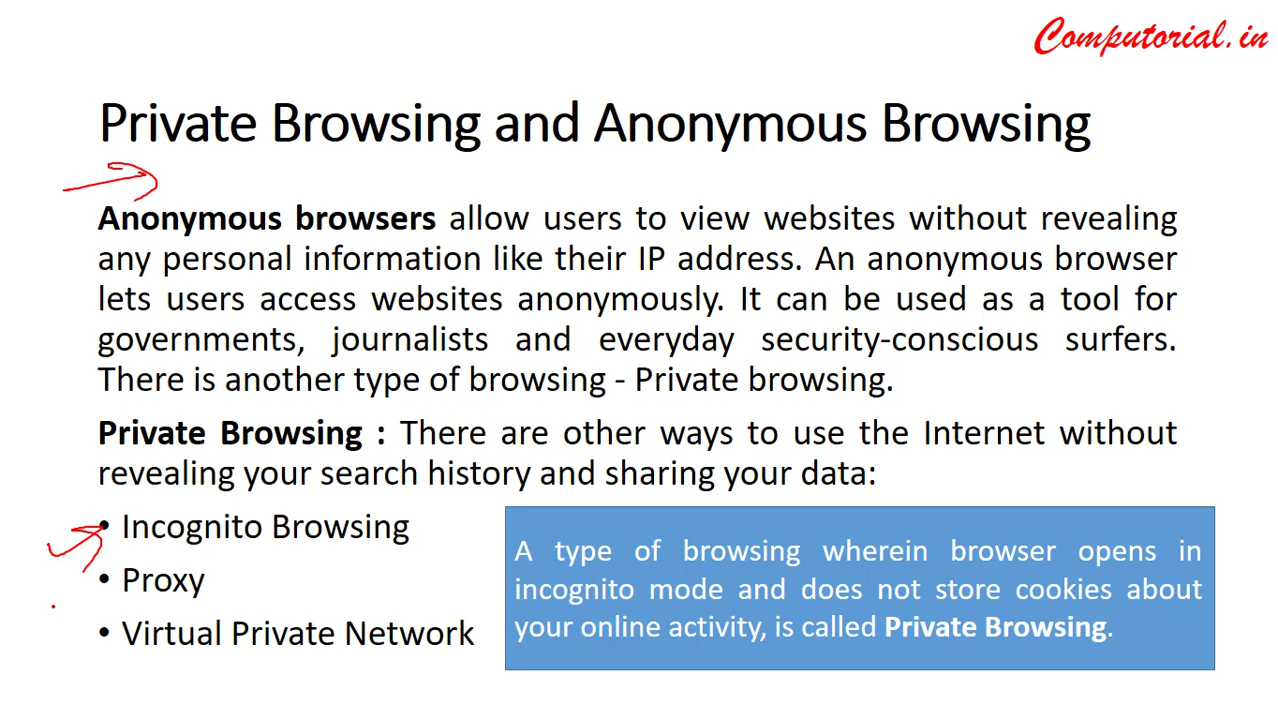 Computorial.in
Private Browsing and Anonymous Browsing
Anonymous browsers allow users to view websites without revealing
any personal information like their IP address. An anonymous browser
lets users access websites anonymously. It can be used as a tool for
governments, journalists and everyday security-conscious surfers.
There is another type of browsing - Private browsing.
Private Browsing : There are other ways to use the Internet without
revealing your search history and sharing your data:
• Incognito Browsing
• Proxy
• Virtual Private Network
A type of browsing wherein browser opens in
incognito mode and does not store cookies about
your online activity, is called Private Browsing.